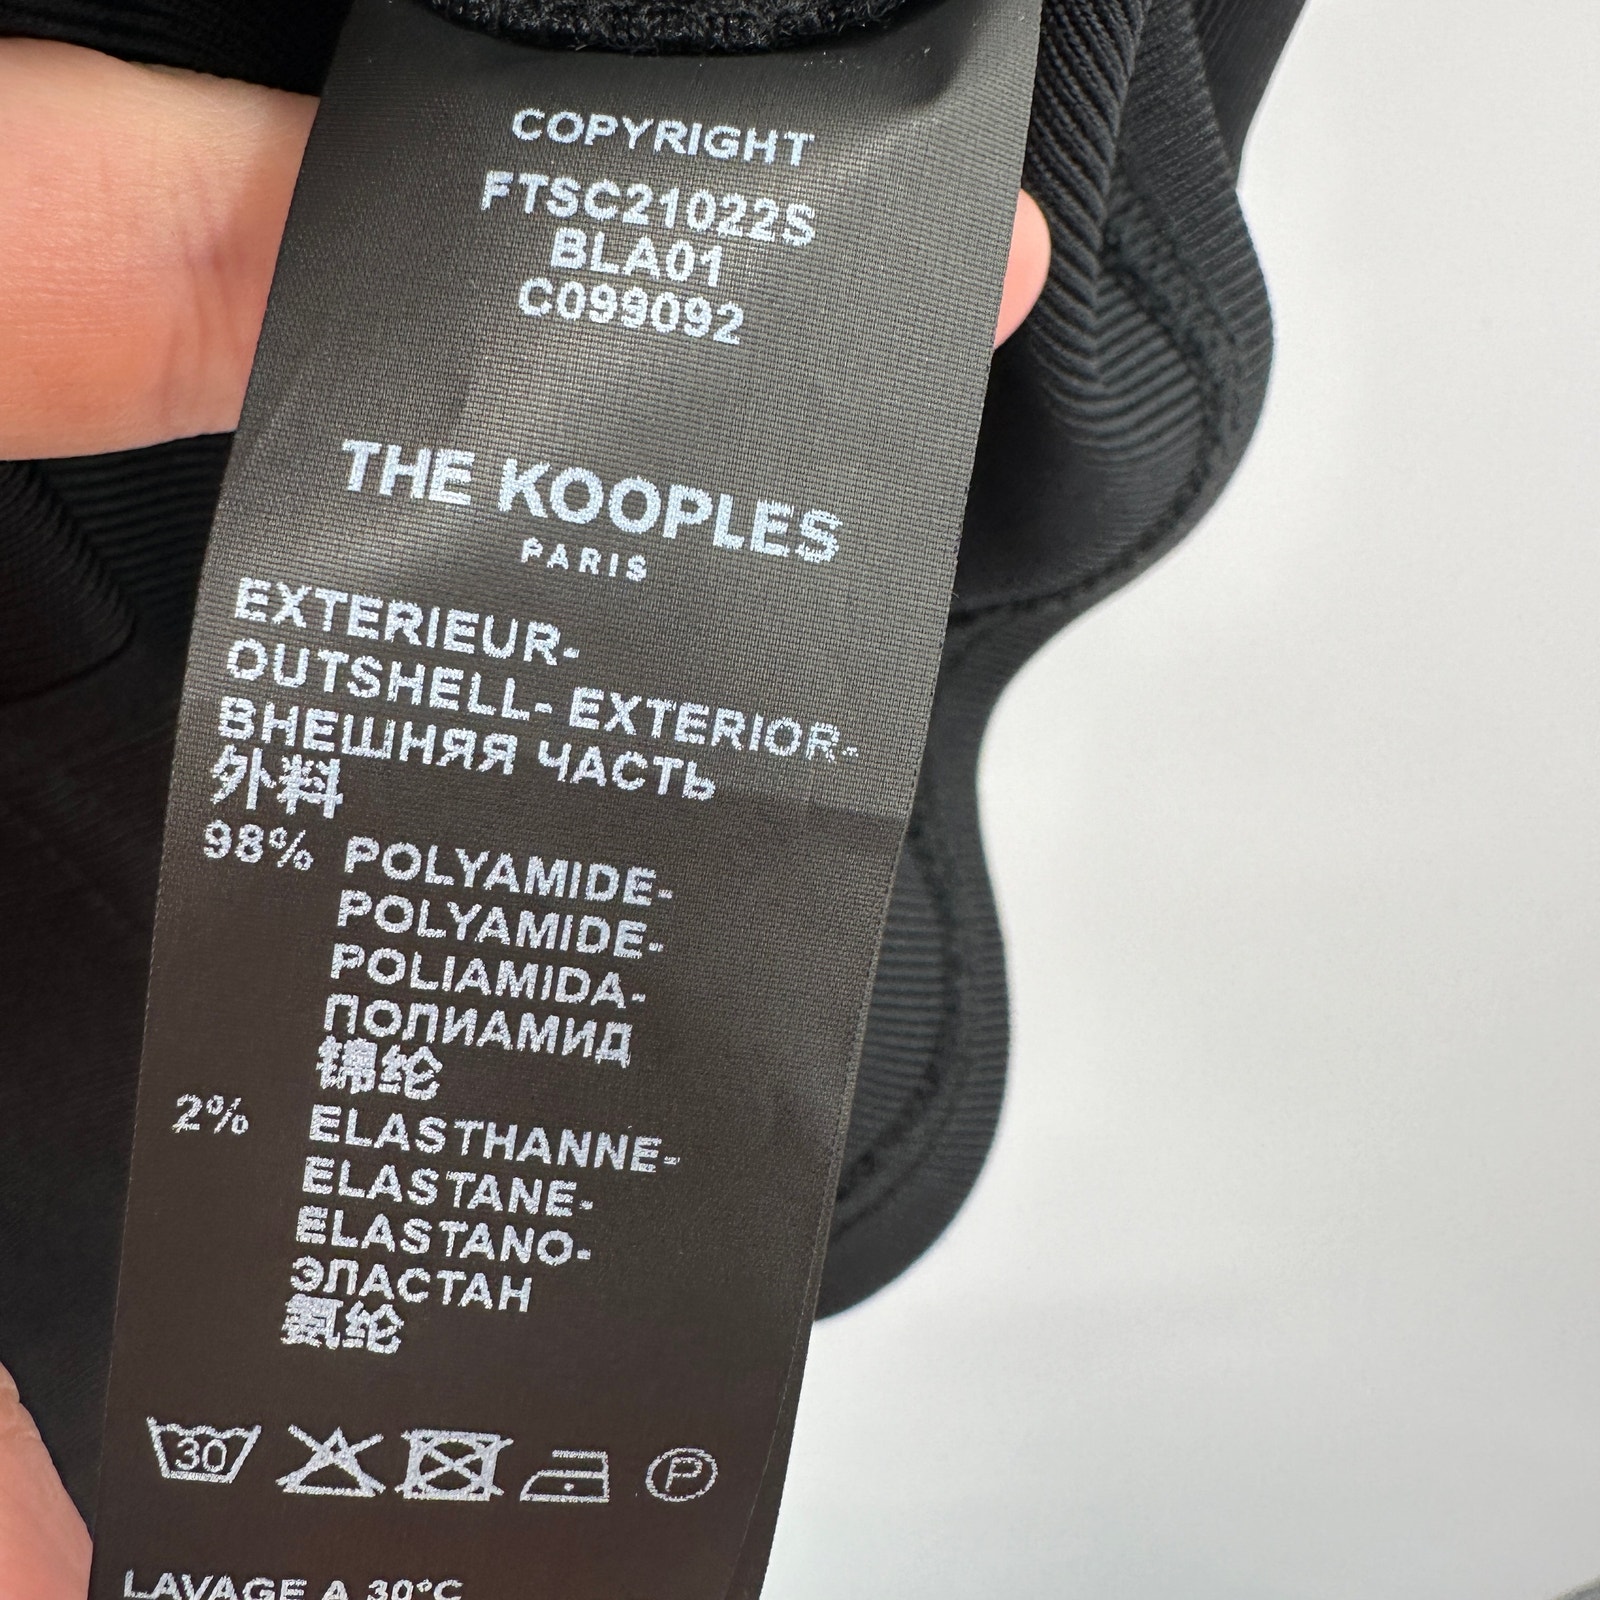 COPYRIGHT
FTSC21022S
BLA01
C099092
THE KOOPLES
PARIS
EXTERIEUR-
OUTSHELL- EXTERIOR-
ВНЕШНЯЯ ЧАСТЬ
外料
98% POLYAMIDE-
POLYAMIDE-
POLIAMIDA-
ПОЛИАМИД
锦纶
2% ELASTHANNE-
ELASTANE-
ELASTANO-
ЭЛАСТАН
氨纶
30 P
LAVAGE A 30°C